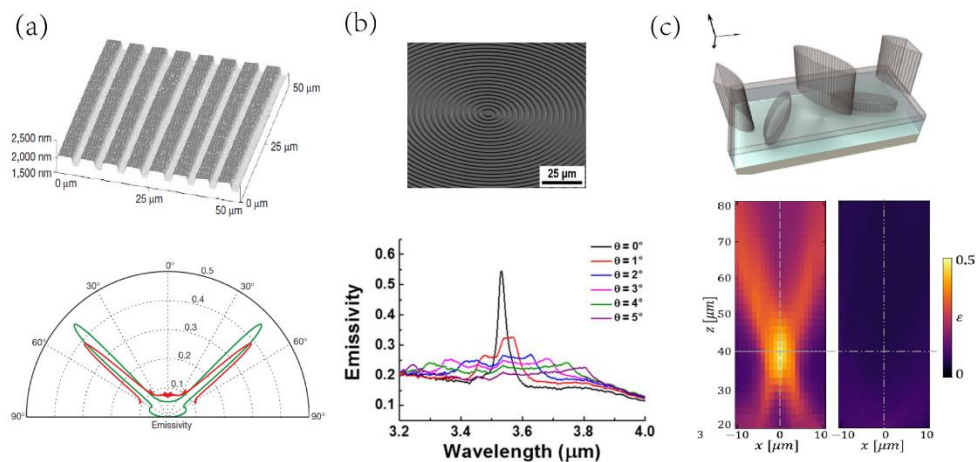 (a)
50 μm
2,500 nm
2,000 nm
1,500 nm
0 μm
25 μm
25 μm
50 μm
0 μm
0°
30°
30°
0.5
0.4
0.3
0.2
0.1
60°
60°
90°
90°
Emissivity
(b)
25 μm
Emissivity
0.5
0.4
0.3
0.2
0.1
θ = 0°
θ = 1°
θ = 2°
θ = 3°
θ = 4°
θ = 5°
3.2
3.4
3.6
3.8
4.0
Wavelength (μm)
(c)
z [μm]
80
70
60
50
40
30
20
3
−10
0
10
x [μm]
−10
0
10
x [μm]
0.5
ε
0